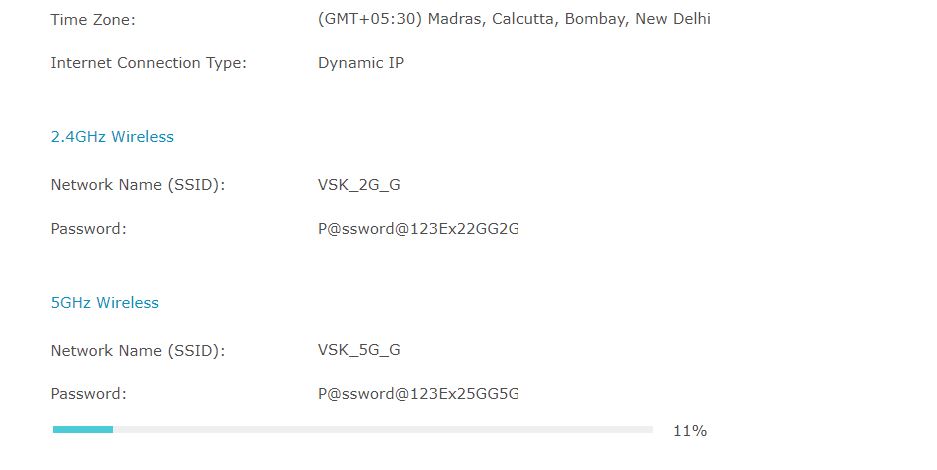 Time Zone: (GMT+05:30) Madras, Calcutta, Bombay, New Delhi
Internet Connection Type: Dynamic IP
2.4GHz Wireless
Network Name (SSID): VSK_2G_G
Password: P@ssword@123Ex22GG2G
5GHz Wireless
Network Name (SSID): VSK_5G_G
Password: P@ssword@123Ex25GG5G
11%